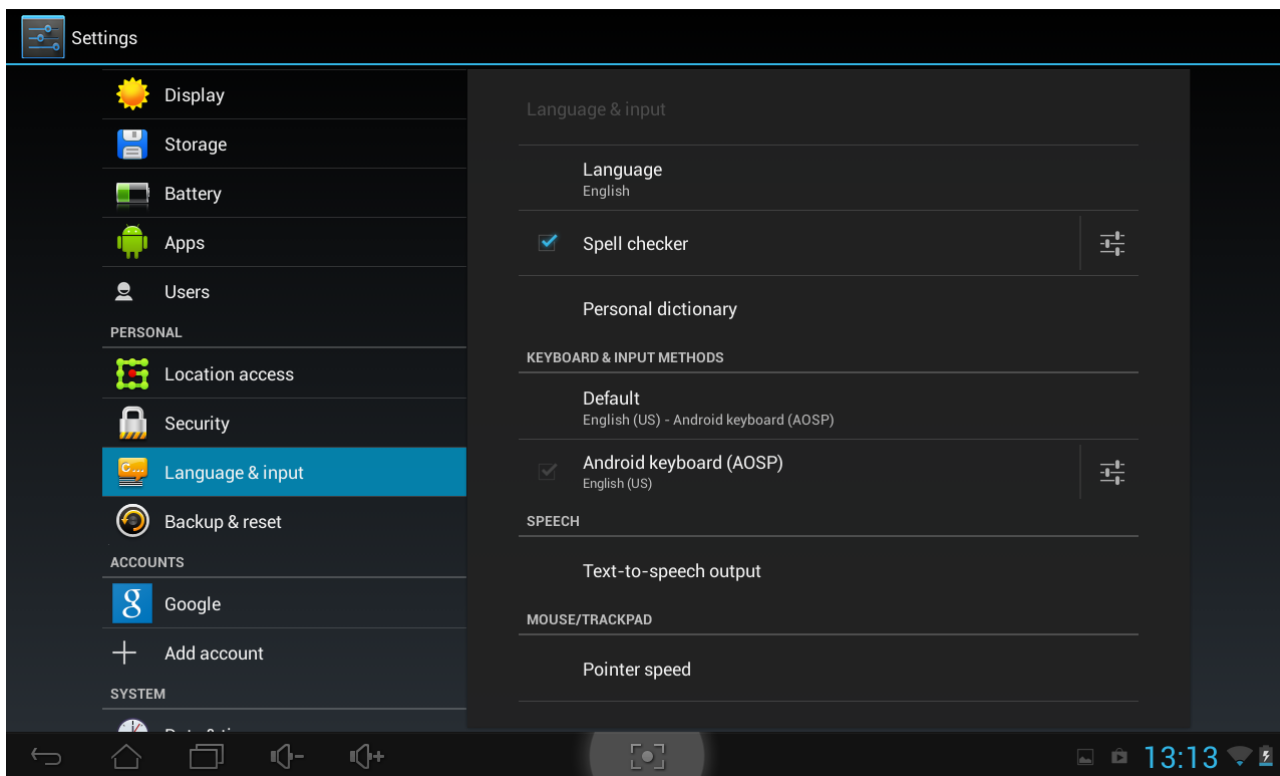 Settings
Display
Storage
Battery
Apps
Users
PERSONAL
Location access
Security
Language & input
Backup & reset
ACCOUNTS
Google
Add account
SYSTEM
Language & input
Language
English
Spell checker
Personal dictionary
KEYBOARD & INPUT METHODS
Default
English (US) - Android keyboard (AOSP)
Android keyboard (AOSP)
English (US)
SPEECH
Text-to-speech output
MOUSE/TRACKPAD
Pointer speed
13:13